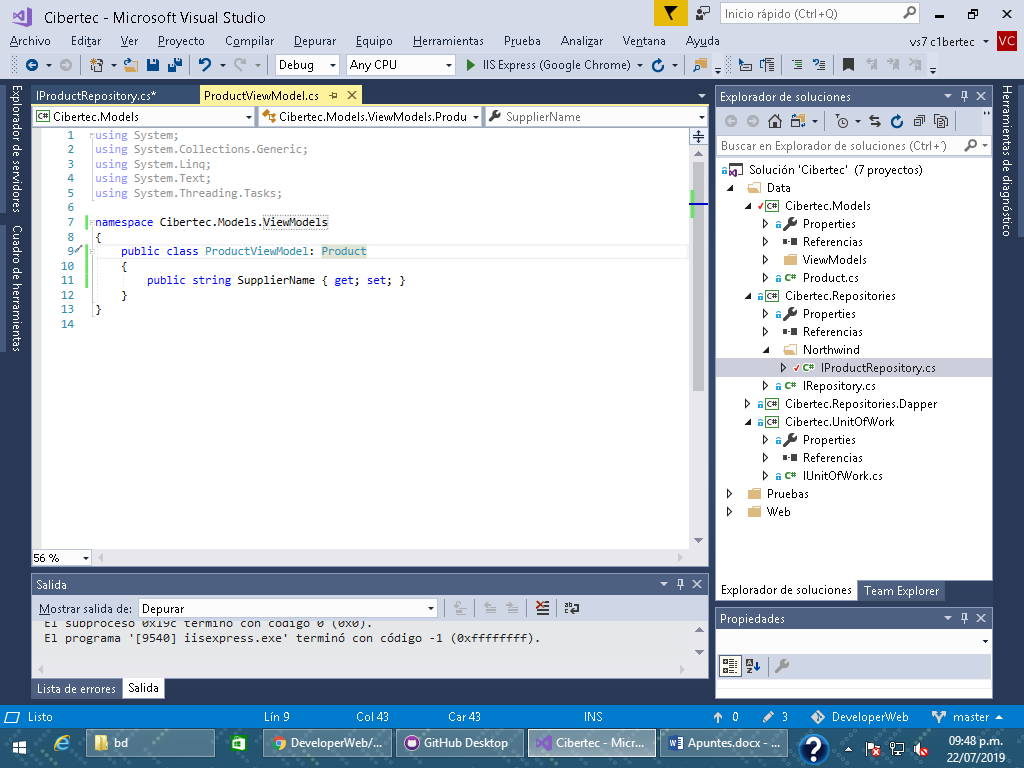 Cibertec - Microsoft Visual Studio
Inicio rápido (Ctrl+Q)
Archivo Editar Ver Proyecto Compilar Depurar Equipo Herramientas Prueba Analizar Ventana Ayuda
vs7 c1bertec VC
Debug Any CPU IIS Express (Google Chrome)
Explorador de servidores
Cuadro de herramientas
IProductRepository.cs* ProductViewModel.cs
Cibertec.Models Cibertec.Models.ViewModels.Produ SupplierName
1 using System;
2 using System.Collections.Generic;
3 using System.Linq;
4 using System.Text;
5 using System.Threading.Tasks;
6
7 namespace Cibertec.Models.ViewModels
8 {
9 public class ProductViewModel: Product
10 {
11 public string SupplierName { get; set; }
12 }
13 }
14
56 %
Salida
Mostrar salida de: Depurar
El subproceso 0x19c terminó con código 0 (0x0).
El programa '[9540] iisexpress.exe' terminó con código -1 (0xffffffff).
Lista de errores Salida
Explorador de soluciones
Buscar en Explorador de soluciones (Ctrl+')
Solución 'Cibertec' (7 proyectos)
Data
C# Cibertec.Models
Properties
Referencias
ViewModels
C# Product.cs
C# Cibertec.Repositories
Properties
Referencias
Northwind
C# IProductRepository.cs
C# IRepository.cs
C# Cibertec.Repositories.Dapper
C# Cibertec.UnitOfWork
Properties
Referencias
C# IUnitOfWork.cs
Pruebas
Web
Explorador de soluciones Team Explorer
Propiedades
Herramientas de diagnóstico
Listo Lín 9 Col 43 Car 43 INS 0 3 DeveloperWeb master
bd DeveloperWeb/... GitHub Desktop Cibertec - Micr... Apuntes.docx - ...
09:48 p.m.
22/07/2019